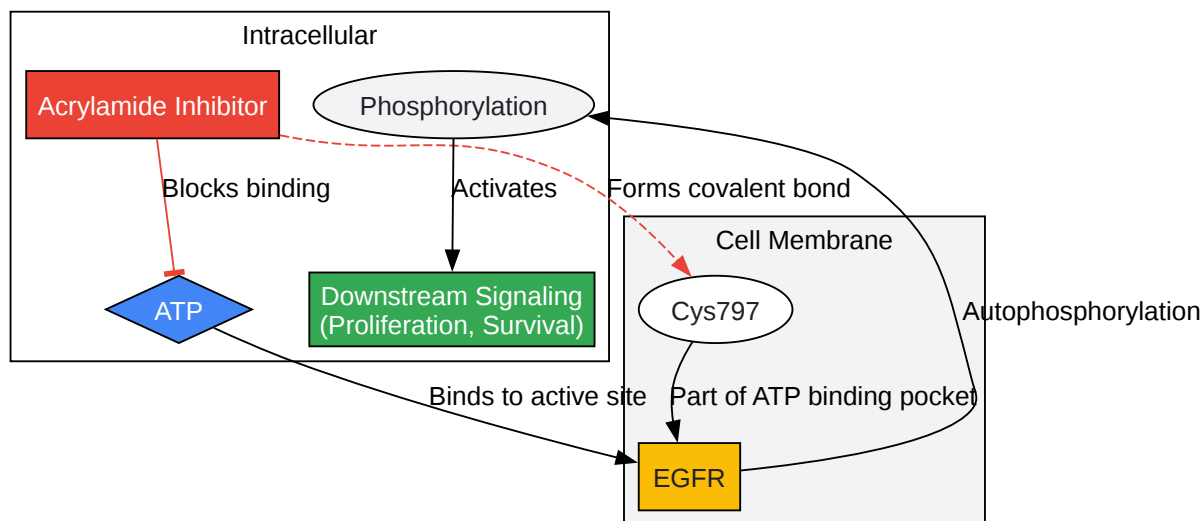 Intracellular
Acrylamide Inhibitor
Phosphorylation
Blocks binding
Activates
Forms covalent bond
Cell Membrane
ATP
Downstream Signaling
(Proliferation, Survival)
Cys797
Autophosphorylation
Binds to active site
Part of ATP binding pocket
EGFR